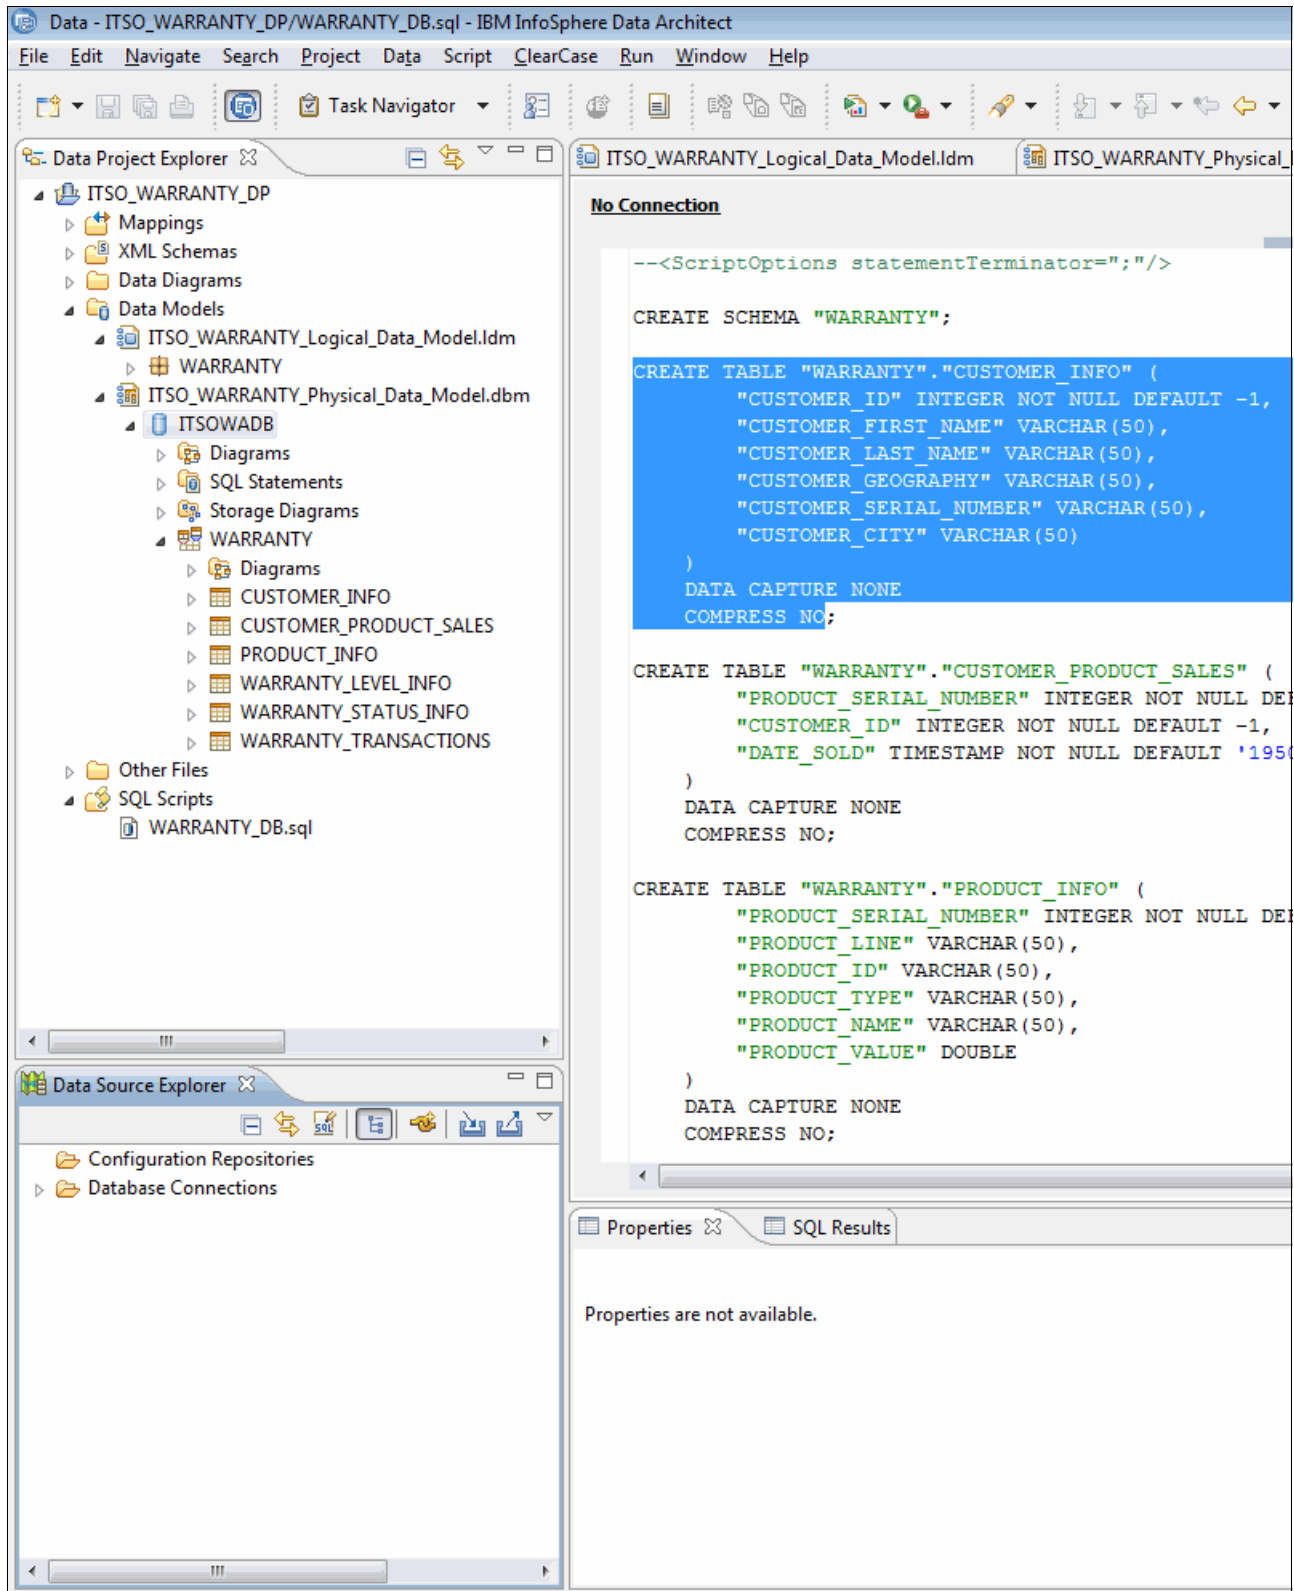 Data - ITSO_WARRANTY_DP/WARRANTY_DB.sql - IBM InfoSphere Data Architect
File Edit Navigate Search Project Data Script ClearCase Run Window Help
Task Navigator
Data Project Explorer
ITSO_WARRANTY_DP
Mappings
XML Schemas
Data Diagrams
Data Models
ITSO_WARRANTY_Logical_Data_Model.ldm
WARRANTY
ITSO_WARRANTY_Physical_Data_Model.dbm
ITSOWADB
Diagrams
SQL Statements
Storage Diagrams
WARRANTY
Diagrams
CUSTOMER_INFO
CUSTOMER_PRODUCT_SALES
PRODUCT_INFO
WARRANTY_LEVEL_INFO
WARRANTY_STATUS_INFO
WARRANTY_TRANSACTIONS
Other Files
SQL Scripts
WARRANTY_DB.sql
Data Source Explorer
Configuration Repositories
Database Connections
ITSO_WARRANTY_Logical_Data_Model.ldm ITSO_WARRANTY_Physical_
No Connection
--<ScriptOptions statementTerminator=";"/>
CREATE SCHEMA "WARRANTY";
CREATE TABLE "WARRANTY"."CUSTOMER_INFO" (
"CUSTOMER_ID" INTEGER NOT NULL DEFAULT -1,
"CUSTOMER_FIRST_NAME" VARCHAR(50),
"CUSTOMER_LAST_NAME" VARCHAR(50),
"CUSTOMER_GEOGRAPHY" VARCHAR(50),
"CUSTOMER_SERIAL_NUMBER" VARCHAR(50),
"CUSTOMER_CITY" VARCHAR(50)
)
DATA CAPTURE NONE
COMPRESS NO;
CREATE TABLE "WARRANTY"."CUSTOMER_PRODUCT_SALES" (
"PRODUCT_SERIAL_NUMBER" INTEGER NOT NULL DEF
"CUSTOMER_ID" INTEGER NOT NULL DEFAULT -1,
"DATE_SOLD" TIMESTAMP NOT NULL DEFAULT '1950
)
DATA CAPTURE NONE
COMPRESS NO;
CREATE TABLE "WARRANTY"."PRODUCT_INFO" (
"PRODUCT_SERIAL_NUMBER" INTEGER NOT NULL DEF
"PRODUCT_LINE" VARCHAR(50),
"PRODUCT_ID" VARCHAR(50),
"PRODUCT_TYPE" VARCHAR(50),
"PRODUCT_NAME" VARCHAR(50),
"PRODUCT_VALUE" DOUBLE
)
DATA CAPTURE NONE
COMPRESS NO;
Properties SQL Results
Properties are not available.